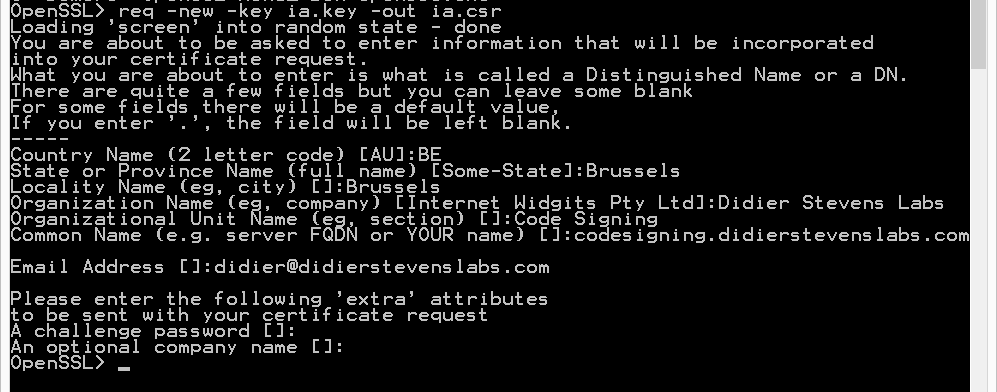 OpenSSL> req -new -key ia.key -out ia.csr
Loading 'screen' into random state - done
You are about to be asked to enter information that will be incorporated
into your certificate request.
What you are about to enter is what is called a Distinguished Name or a DN.
There are quite a few fields but you can leave some blank
For some fields there will be a default value,
If you enter '.', the field will be left blank.
-----
Country Name (2 letter code) [AU]:BE
State or Province Name (full name) [Some-State]:Brussels
Locality Name (eg, city) []:Brussels
Organization Name (eg, company) [Internet Widgits Pty Ltd]:Didier Stevens Labs
Organizational Unit Name (eg, section) []:Code Signing
Common Name (e.g. server FQDN or YOUR name) []:codesigning.didierstevenslabs.com
Email Address []:didier@didierstevenslabs.com
Please enter the following 'extra' attributes
to be sent with your certificate request
A challenge password []:
An optional company name []:
OpenSSL> _